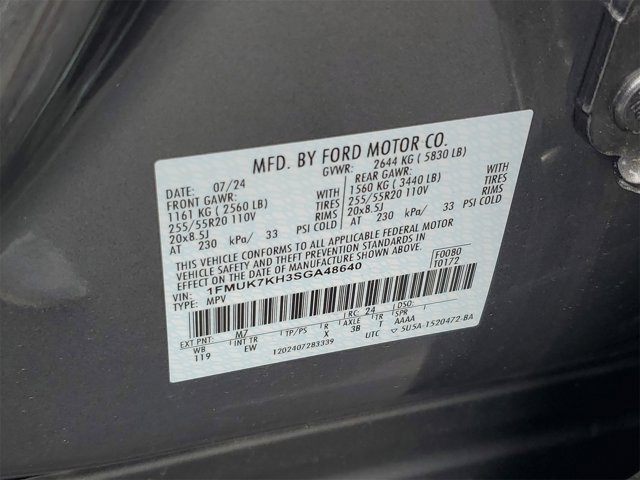 MFD. BY FORD MOTOR CO.
DATE: 07/24 GVWR: 2644 KG ( 5830 LB)
FRONT GAWR: REAR GAWR:
1161 KG ( 2560 LB) WITH 1560 KG ( 3440 LB) WITH
255/55R20 110V TIRES 255/55R20 110V TIRES
20x8.5J RIMS 20x8.5J RIMS
AT 230 kPa/ 33 PSI COLD AT 230 kPa/ 33 PSI COLD
THIS VEHICLE CONFORMS TO ALL APPLICABLE FEDERAL MOTOR
VEHICLE SAFETY AND THEFT PREVENTION STANDARDS IN
EFFECT ON THE DATE OF MANUFACTURE SHOWN ABOVE.
VIN: 1FMUK7KH3SGA48640 F0080
TYPE: MPV T0172
EXT PNT: M7 RC: 24 DSO:
WB INT TR TP/PS R AXLE TR SPR
119 EW X 3B T AAAA
1202407283339 UTC 5U5A-1520472-BA